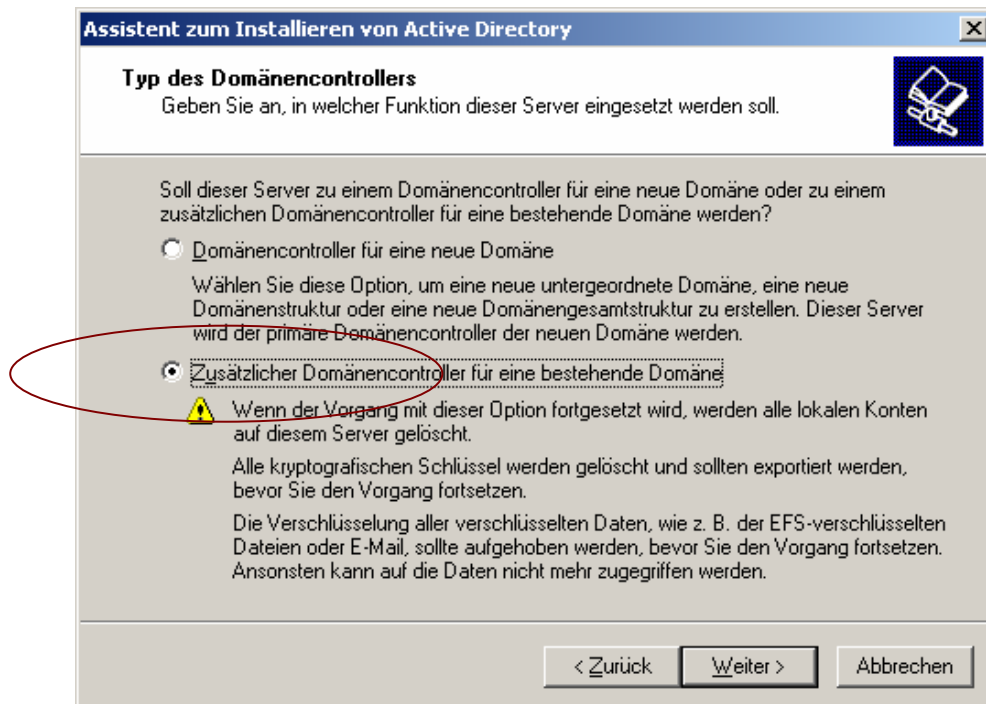 Assistent zum Installieren von Active Directory
Typ des Domänencontrollers
Geben Sie an, in welcher Funktion dieser Server eingesetzt werden soll.
Soll dieser Server zu einem Domänencontroller für eine neue Domäne oder zu einem
zusätzlichen Domänencontroller für eine bestehende Domäne werden?
Domänencontroller für eine neue Domäne
Wählen Sie diese Option, um eine neue untergeordnete Domäne, eine neue
Domänenstruktur oder eine neue Domänengesamtstruktur zu erstellen. Dieser Server
wird der primäre Domänencontroller der neuen Domäne werden.
Zusätzlicher Domänencontroller für eine bestehende Domäne
Wenn der Vorgang mit dieser Option fortgesetzt wird, werden alle lokalen Konten
auf diesem Server gelöscht.
Alle kryptografischen Schlüssel werden gelöscht und sollten exportiert werden,
bevor Sie den Vorgang fortsetzen.
Die Verschlüsselung aller verschlüsselten Daten, wie z. B. der EFS-verschlüsselten
Dateien oder E-Mail, sollte aufgehoben werden, bevor Sie den Vorgang fortsetzen.
Ansonsten kann auf die Daten nicht mehr zugegriffen werden.
< Zurück Weiter > Abbrechen